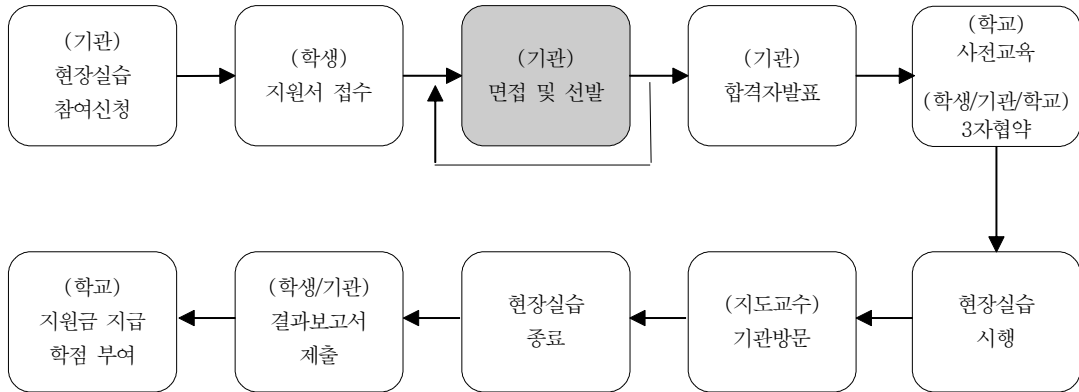 (기관)
현장실습
참여신청
(학생)
지원서 접수
(기관)
면접 및 선발
(기관)
합격자발표
(학교)
사전교육
(학생/기관/학교)
3자협약
현장실습
시행
(지도교수)
기관방문
현장실습
종료
(학생/기관)
결과보고서
제출
(학교)
지원금 지급
학점 부여